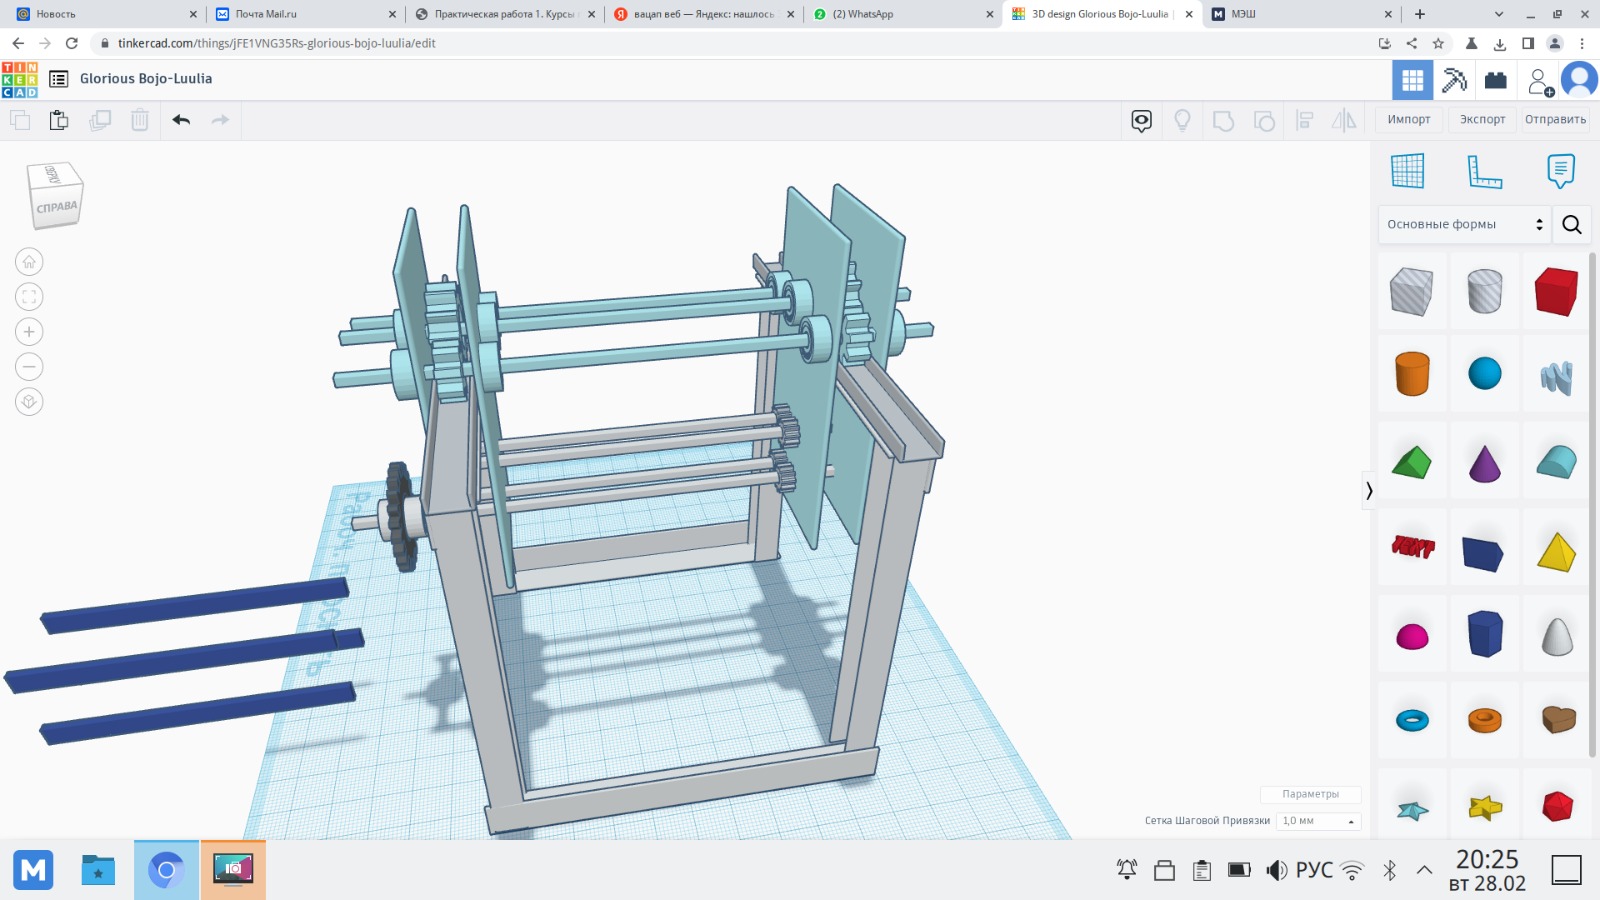 Новость
Почта Mail.ru
Практическая работа 1. Курсы
вацап веб — Яндекс: нашлось
(2) WhatsApp
3D design Glorious Bojo-Luulia
МЭШ
tinkercad.com/things/jFE1VNG35Rs-glorious-bojo-luulia/edit
TIN
KER
CAD
Glorious Bojo-Luulia
Импорт
Экспорт
Отправить
СПРАВА
Основные формы
Параметры
Сетка Шаговой Привязки
1,0 мм
M
РУС
20:25
вт 28.02